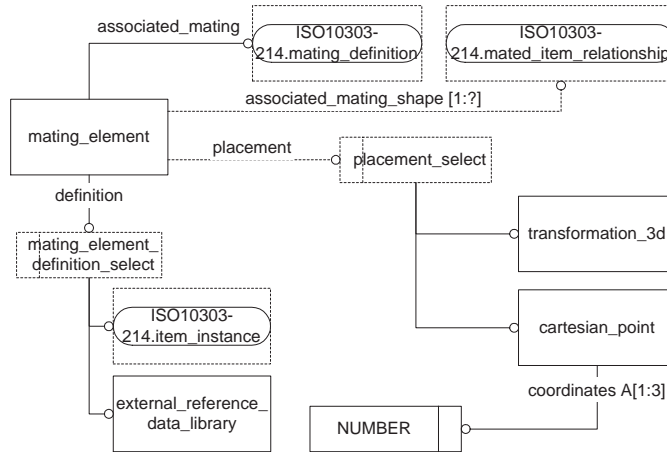 associated_mating
ISO10303-
214.mating_definition
ISO10303-
214.mated_item_relationship
associated_mating_shape [1:?]
mating_element
placement
placement_select
definition
mating_element_
definition_select
transformation_3d
ISO10303-
214.item_instance
cartesian_point
coordinates A[1:3]
external_reference_
data_library
NUMBER